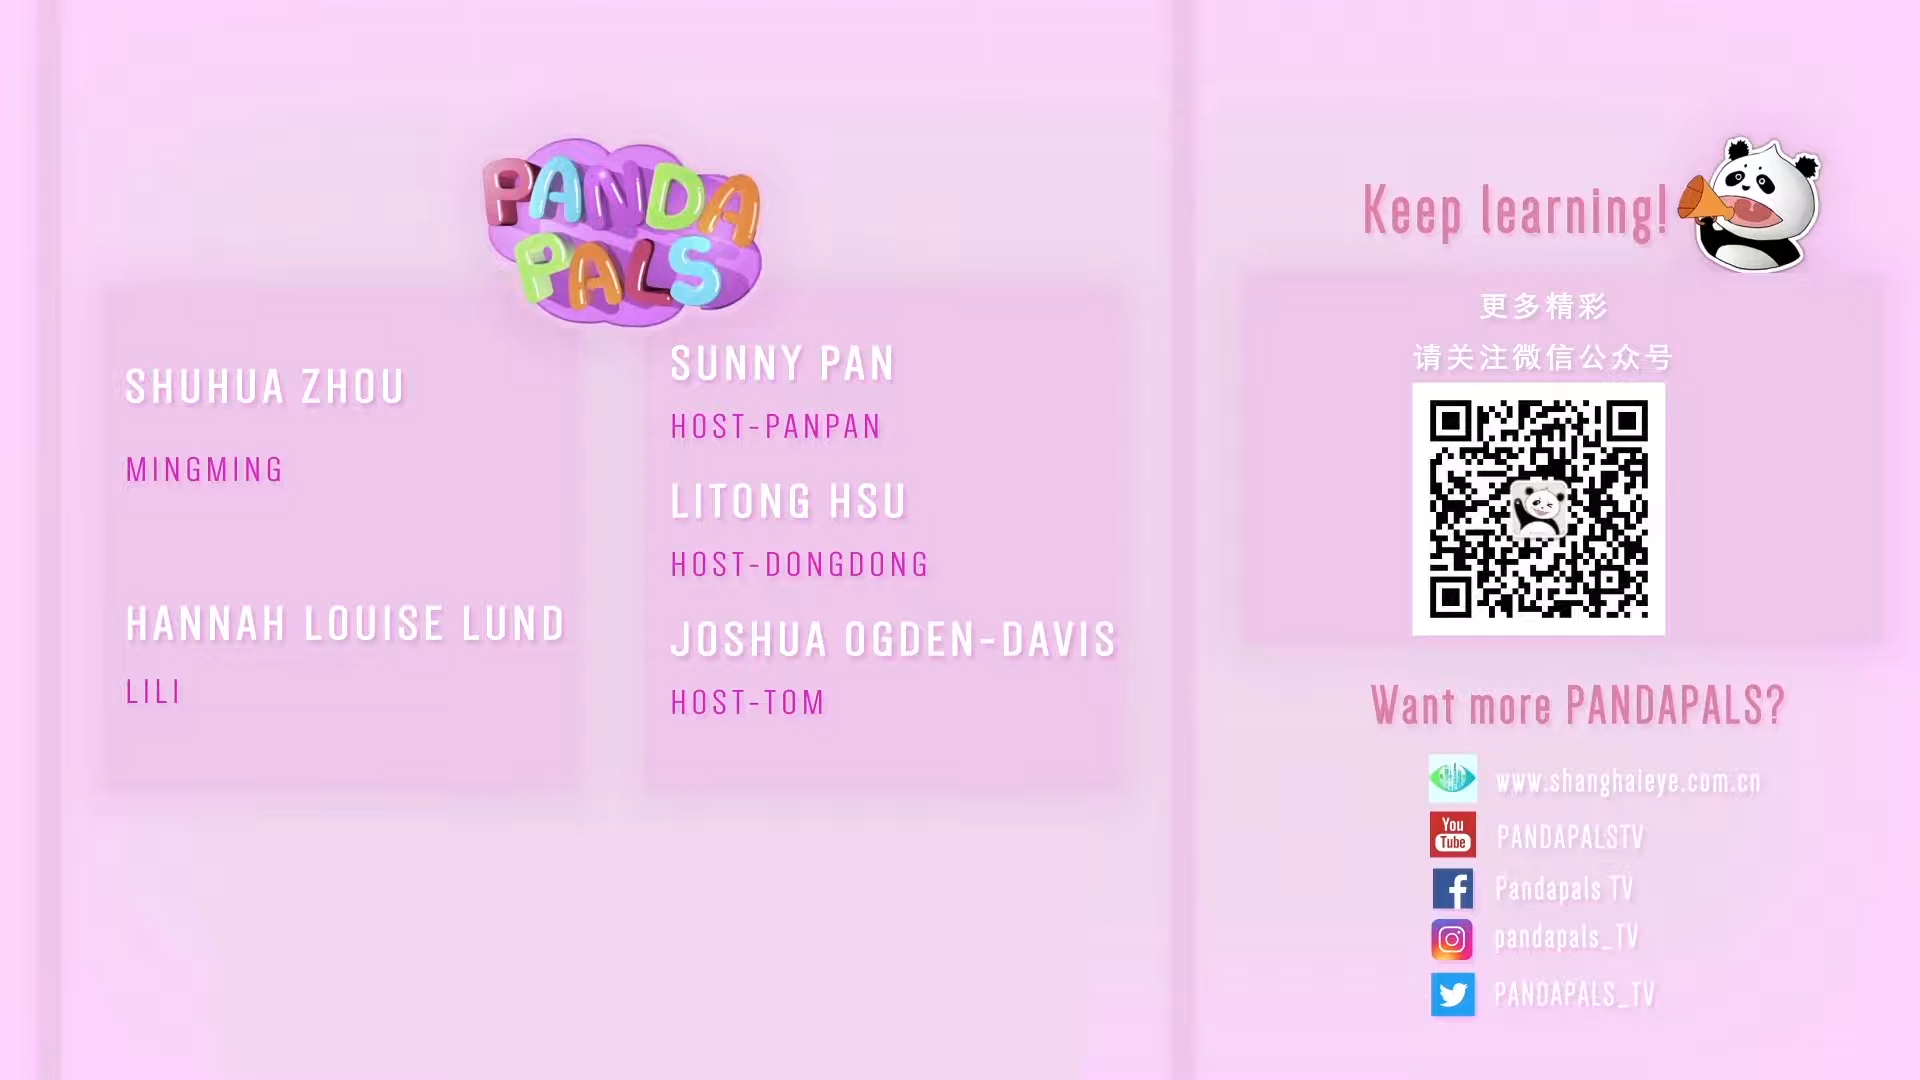 PANDA
PALS
SHUHUA ZHOU
MINGMING
HANNAH LOUISE LUND
LILI
SUNNY PAN
HOST-PANPAN
LITONG HSU
HOST-DONGDONG
JOSHUA OGDEN-DAVIS
HOST-TOM
Keep learning!
更多精彩
请关注微信公众号
Want more PANDAPALS?
www.shanghaieye.com.cn
You
Tube
PANDAPALSTV
Pandapals TV
pandapals_TV
PANDAPALS_TV